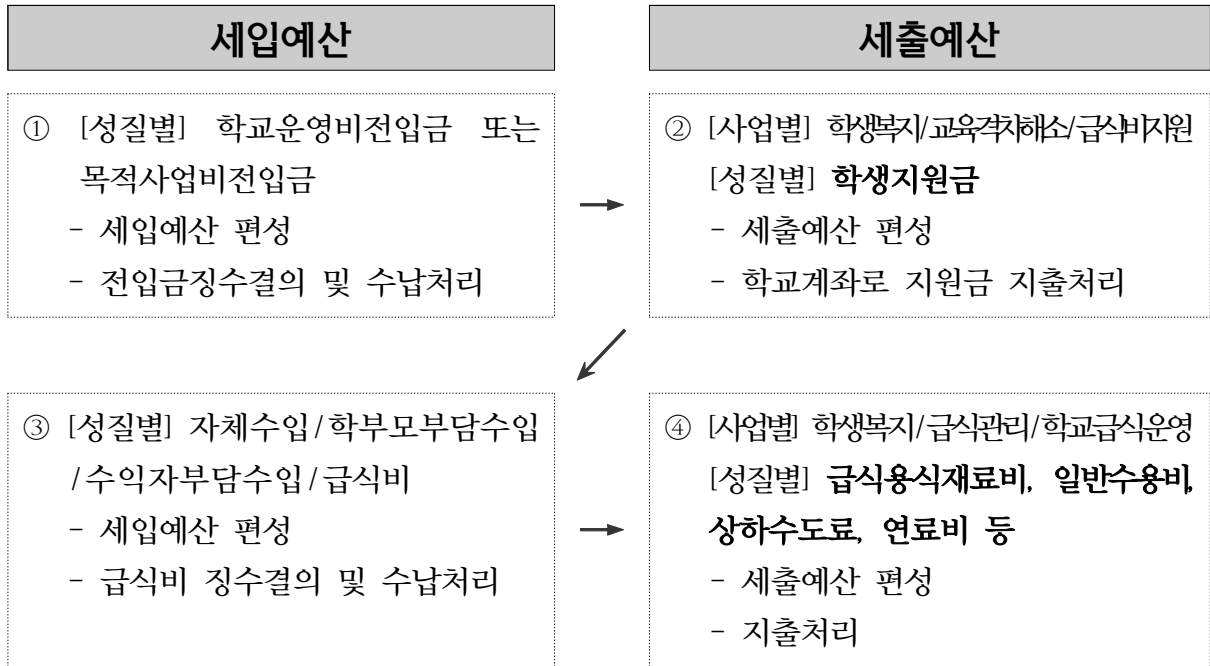 세입예산
세출예산
① [성질별] 학교운영비전입금 또는
목적사업비전입금
- 세입예산 편성
- 전입금징수결의 및 수납처리
② [사업별] 학생복지/교육격차해소/급식비지원
[성질별] 학생지원금
- 세출예산 편성
- 학교계좌로 지원금 지출처리
③ [성질별] 자체수입/학부모부담수입
/수익자부담수입/급식비
- 세입예산 편성
- 급식비 징수결의 및 수납처리
④ [사업별] 학생복지/급식관리/학교급식운영
[성질별] 급식용식재료비, 일반수용비,
상하수도료, 연료비 등
- 세출예산 편성
- 지출처리